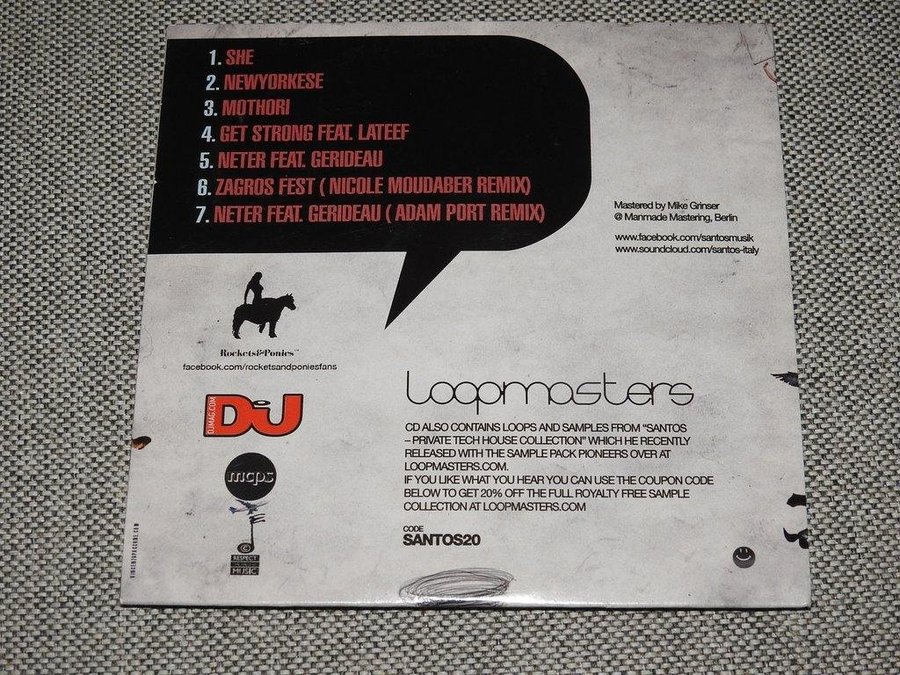 1. SHE
2. NEWYORKESE
3. MOTHORI
4. GET STRONG FEAT. LATEEF
5. NETER FEAT. GERIDEAU
6. ZAGROS FEST ( NICOLE MOUDABER REMIX)
7. NETER FEAT. GERIDEAU ( ADAM PORT REMIX)
Mastered by Mike Grinser
@ Manmade Mastering, Berlin
www.facebook.com/santosmusik
www.soundcloud.com/santos-italy
Rockets&Ponies™
facebook.com/rocketsandponiesfans
DJMAG.COM
DJ
mcps
©
RESPECT
MUSIC
Loopmasters
CD ALSO CONTAINS LOOPS AND SAMPLES FROM “SANTOS
– PRIVATE TECH HOUSE COLLECTION” WHICH HE RECENTLY
RELEASED WITH THE SAMPLE PACK PIONEERS OVER AT
LOOPMASTERS.COM.
IF YOU LIKE WHAT YOU HEAR YOU CAN USE THE COUPON CODE
BELOW TO GET 20% OFF THE FULL ROYALTY FREE SAMPLE
COLLECTION AT LOOPMASTERS.COM
CODE
SANTOS20